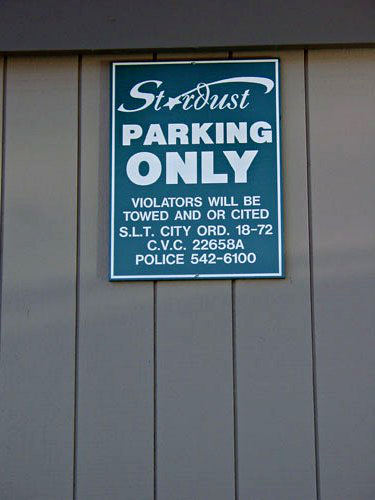 Stardust
PARKING
ONLY
VIOLATORS WILL BE
TOWED AND OR CITED
S.L.T. CITY ORD. 18-72
C.V.C. 22658A
POLICE 542-6100